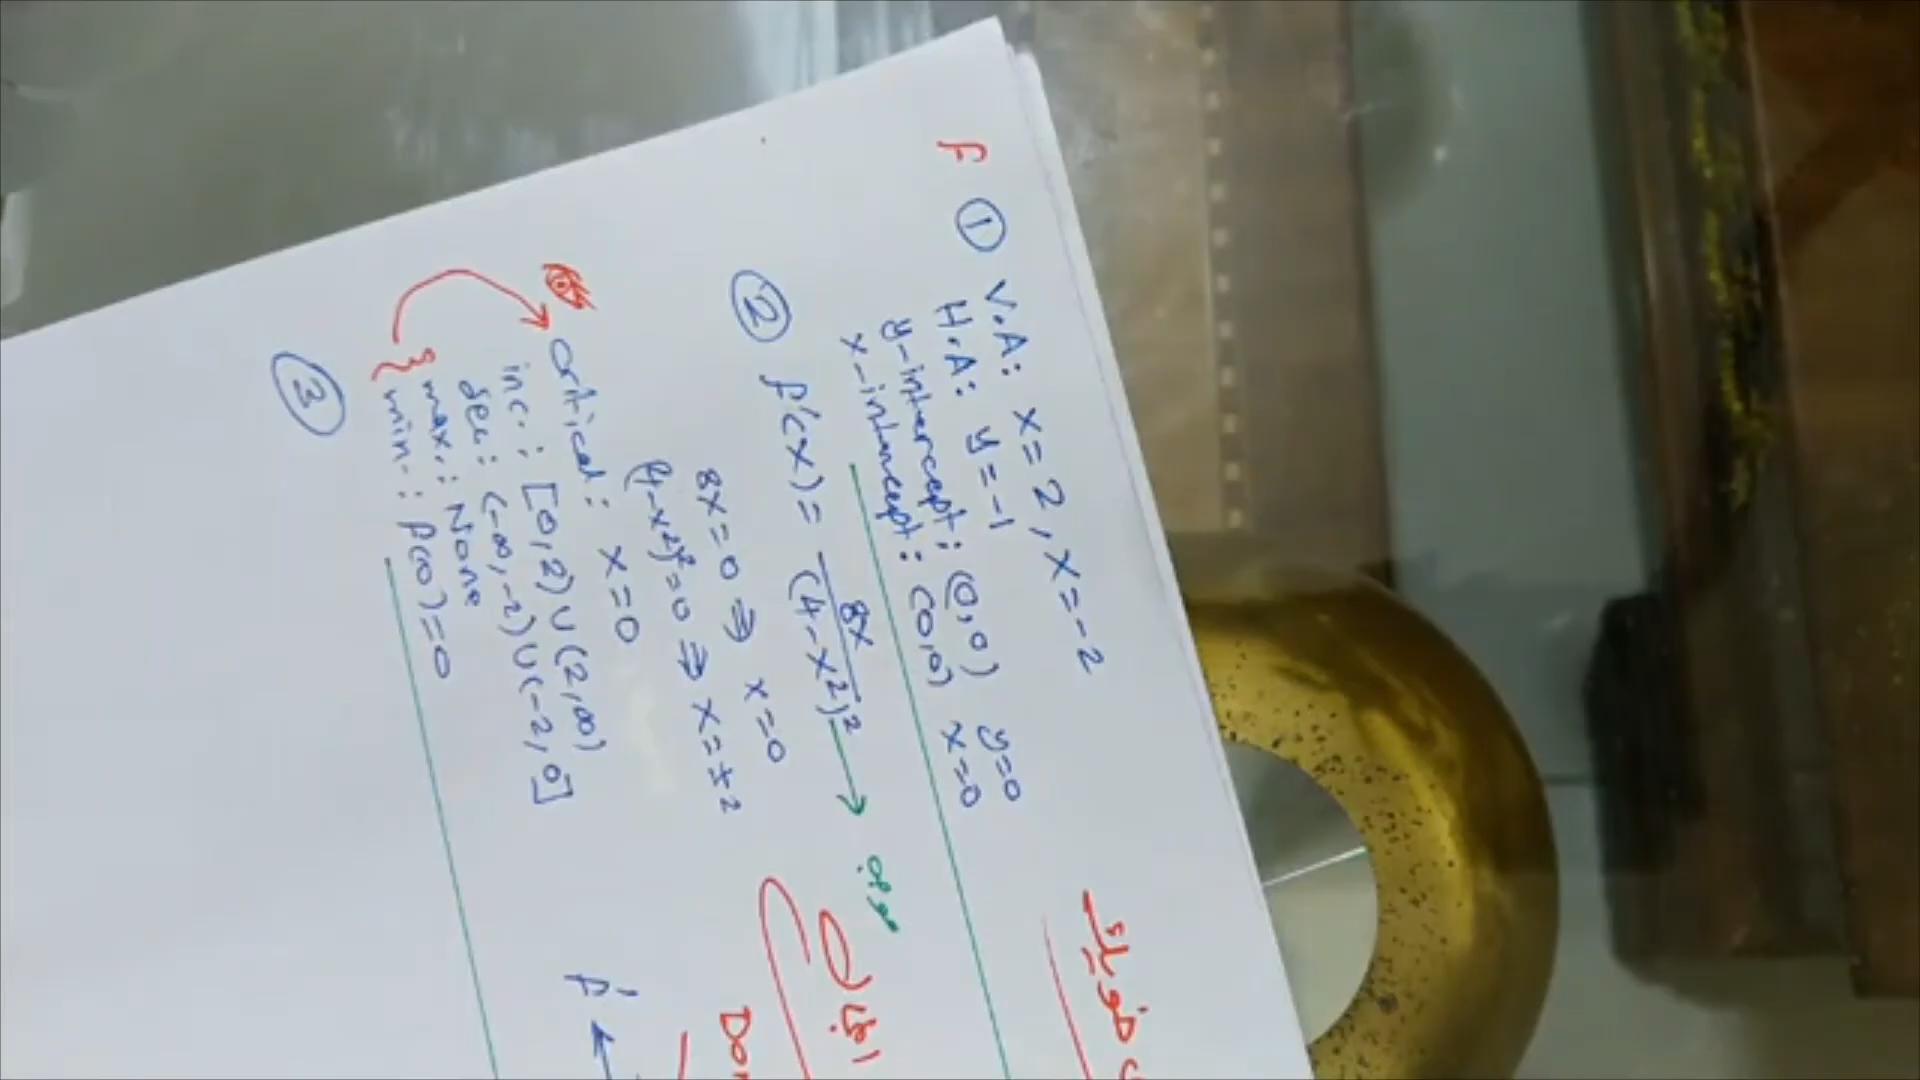 F
① V.A: x=2, x=-2
H.A: y=-1
y-intercept: (0,0) y=0
x-intercept: (0,0) x=0
② f'(x) = 8x / (4-x²)² → موجب
8x=0 ⇒ x=0
(4-x²)²=0 ⇒ x=±2
critical: x=0
inc.: [0,2) ∪ (2,∞)
dec: (-∞,-2) ∪ (-2,0]
max.: None
min.: f(0)=0
f'
③